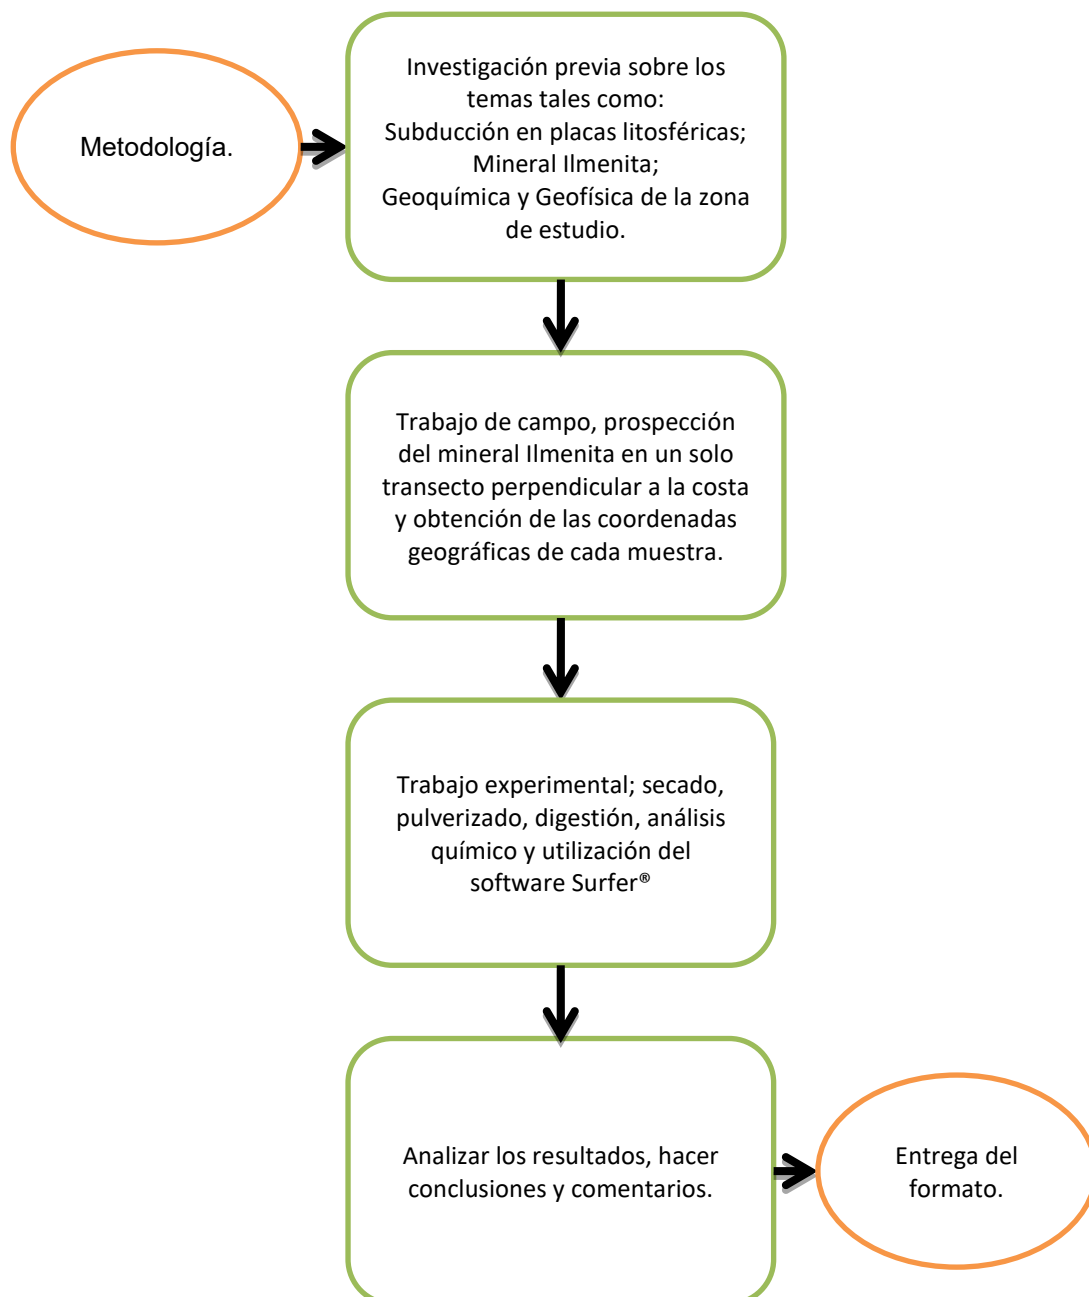 Metodología.
Investigación previa sobre los
temas tales como:
Subducción en placas litosféricas;
Mineral Ilmenita;
Geoquímica y Geofísica de la zona
de estudio.
Trabajo de campo, prospección
del mineral Ilmenita en un solo
transecto perpendicular a la costa
y obtención de las coordenadas
geográficas de cada muestra.
Trabajo experimental; secado,
pulverizado, digestión, análisis
químico y utilización del
software Surfer®
Analizar los resultados, hacer
conclusiones y comentarios.
Entrega del
formato.